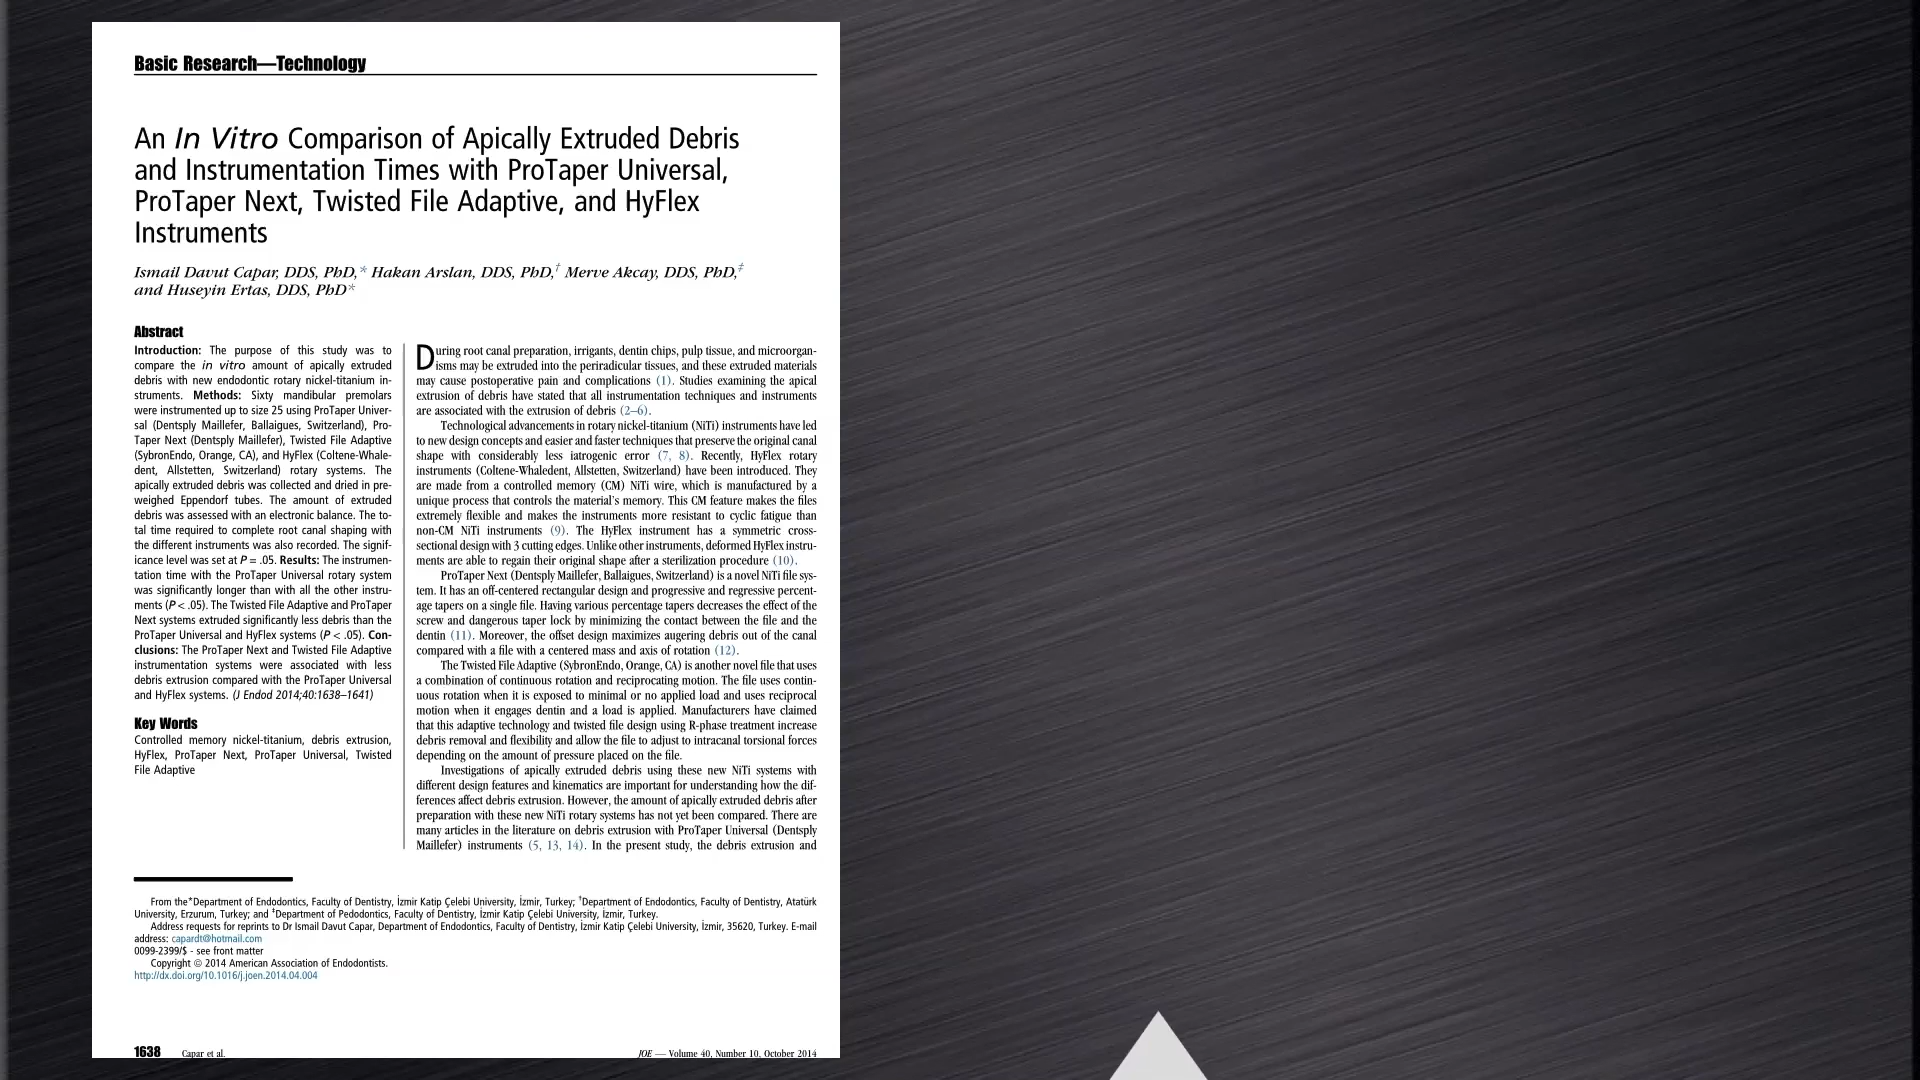 Basic Research—Technology
An In Vitro Comparison of Apically Extruded Debris
and Instrumentation Times with ProTaper Universal,
ProTaper Next, Twisted File Adaptive, and HyFlex
Instruments
Ismail Davut Capar, DDS, PhD,* Hakan Arslan, DDS, PhD,† Merve Akcay, DDS, PhD,‡
and Huseyin Ertas, DDS, PhD*
Abstract
Introduction: The purpose of this study was to
compare the in vitro amount of apically extruded
debris with new endodontic rotary nickel-titanium in-
struments. Methods: Sixty mandibular premolars
were instrumented up to size 25 using ProTaper Univer-
sal (Dentsply Maillefer, Ballaigues, Switzerland), Pro-
Taper Next (Dentsply Maillefer), Twisted File Adaptive
(SybronEndo, Orange, CA), and HyFlex (Coltene-Whale-
dent, Allstetten, Switzerland) rotary systems. The
apically extruded debris was collected and dried in pre-
weighed Eppendorf tubes. The amount of extruded
debris was assessed with an electronic balance. The to-
tal time required to complete root canal shaping with
the different instruments was also recorded. The signif-
icance level was set at P = .05. Results: The instrumen-
tation time with the ProTaper Universal rotary system
was significantly longer than with all the other instru-
ments (P < .05). The Twisted File Adaptive and ProTaper
Next systems extruded significantly less debris than the
ProTaper Universal and HyFlex systems (P < .05). Con-
clusions: The ProTaper Next and Twisted File Adaptive
instrumentation systems were associated with less
debris extrusion compared with the ProTaper Universal
and HyFlex systems. (J Endod 2014;40:1638–1641)
Key Words
Controlled memory nickel-titanium, debris extrusion,
HyFlex, ProTaper Next, ProTaper Universal, Twisted
File Adaptive
During root canal preparation, irrigants, dentin chips, pulp tissue, and microorgan-
isms may be extruded into the periradicular tissues, and these extruded materials
may cause postoperative pain and complications (1). Studies examining the apical
extrusion of debris have stated that all instrumentation techniques and instruments
are associated with the extrusion of debris (2–6).
Technological advancements in rotary nickel-titanium (NiTi) instruments have led
to new design concepts and easier and faster techniques that preserve the original canal
shape with considerably less iatrogenic error (7, 8). Recently, HyFlex rotary
instruments (Coltene-Whaledent, Allstetten, Switzerland) have been introduced. They
are made from a controlled memory (CM) NiTi wire, which is manufactured by a
unique process that controls the material's memory. This CM feature makes the files
extremely flexible and makes the instruments more resistant to cyclic fatigue than
non-CM NiTi instruments (9). The HyFlex instrument has a symmetric cross-
sectional design with 3 cutting edges. Unlike other instruments, deformed HyFlex instru-
ments are able to regain their original shape after a sterilization procedure (10).
ProTaper Next (Dentsply Maillefer, Ballaigues, Switzerland) is a novel NiTi file sys-
tem. It has an off-centered rectangular design and progressive and regressive percent-
age tapers on a single file. Having various percentage tapers decreases the effect of the
screw and dangerous taper lock by minimizing the contact between the file and the
dentin (11). Moreover, the offset design maximizes augering debris out of the canal
compared with a file with a centered mass and axis of rotation (12).
The Twisted File Adaptive (SybronEndo, Orange, CA) is another novel file that uses
a combination of continuous rotation and reciprocating motion. The file uses contin-
uous rotation when it is exposed to minimal or no applied load and uses reciprocal
motion when it engages dentin and a load is applied. Manufacturers have claimed
that this adaptive technology and twisted file design using R-phase treatment increase
debris removal and flexibility and allow the file to adjust to intracanal torsional forces
depending on the amount of pressure placed on the file.
Investigations of apically extruded debris using these new NiTi systems with
different design features and kinematics are important for understanding how the dif-
ferences affect debris extrusion. However, the amount of apically extruded debris after
preparation with these new NiTi rotary systems has not yet been compared. There are
many articles in the literature on debris extrusion with ProTaper Universal (Dentsply
Maillefer) instruments (5, 13, 14). In the present study, the debris extrusion and
From the *Department of Endodontics, Faculty of Dentistry, İzmir Katip Çelebi University, İzmir, Turkey; †Department of Endodontics, Faculty of Dentistry, Atatürk
University, Erzurum, Turkey; and ‡Department of Pedodontics, Faculty of Dentistry, İzmir Katip Çelebi University, İzmir, Turkey.
Address requests for reprints to Dr Ismail Davut Capar, Department of Endodontics, Faculty of Dentistry, İzmir Katip Çelebi University, İzmir, 35620, Turkey. E-mail
address: capardt@hotmail.com
0099-2399/$ - see front matter
Copyright © 2014 American Association of Endodontists.
http://dx.doi.org/10.1016/j.joen.2014.04.004
1638 Capar et al.
JOE — Volume 40, Number 10, October 2014